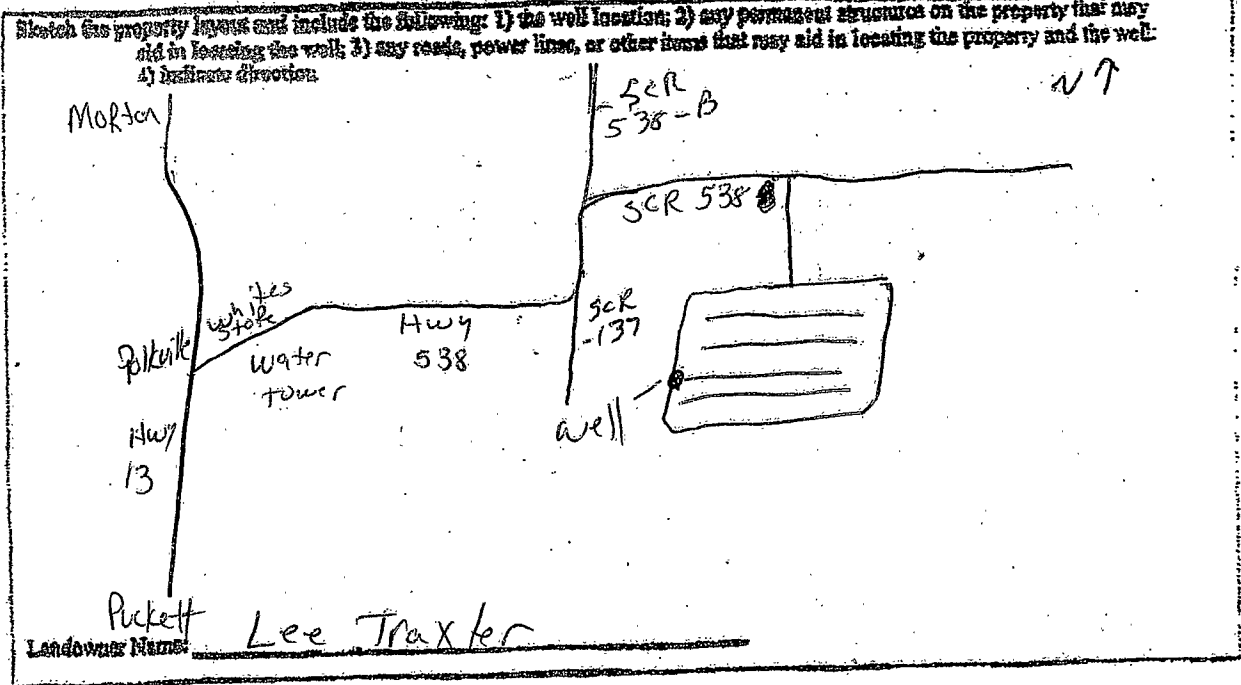 Sketch the property layout and include the following: 1) the well location; 2) any permanent structures on the property that may
aid in locating the well; 3) any roads, power lines, or other items that may aid in locating the property and the well:
4) indicate direction
N ↑
Morton
SCR
538-B
SCR 538
whites
store
Hwy
538
SCR
-137
Polkville
water
tower
well
Hwy
13
Puckett
Landowner Name: Lee Traxler